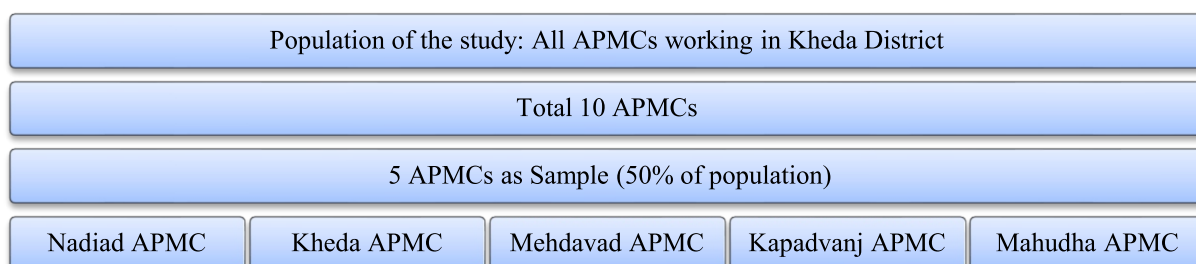 Population of the study: All APMCs working in Kheda District
Total 10 APMCs
5 APMCs as Sample (50% of population)
Nadiad APMC Kheda APMC Mehdavad APMC Kapadvanj APMC Mahudha APMC